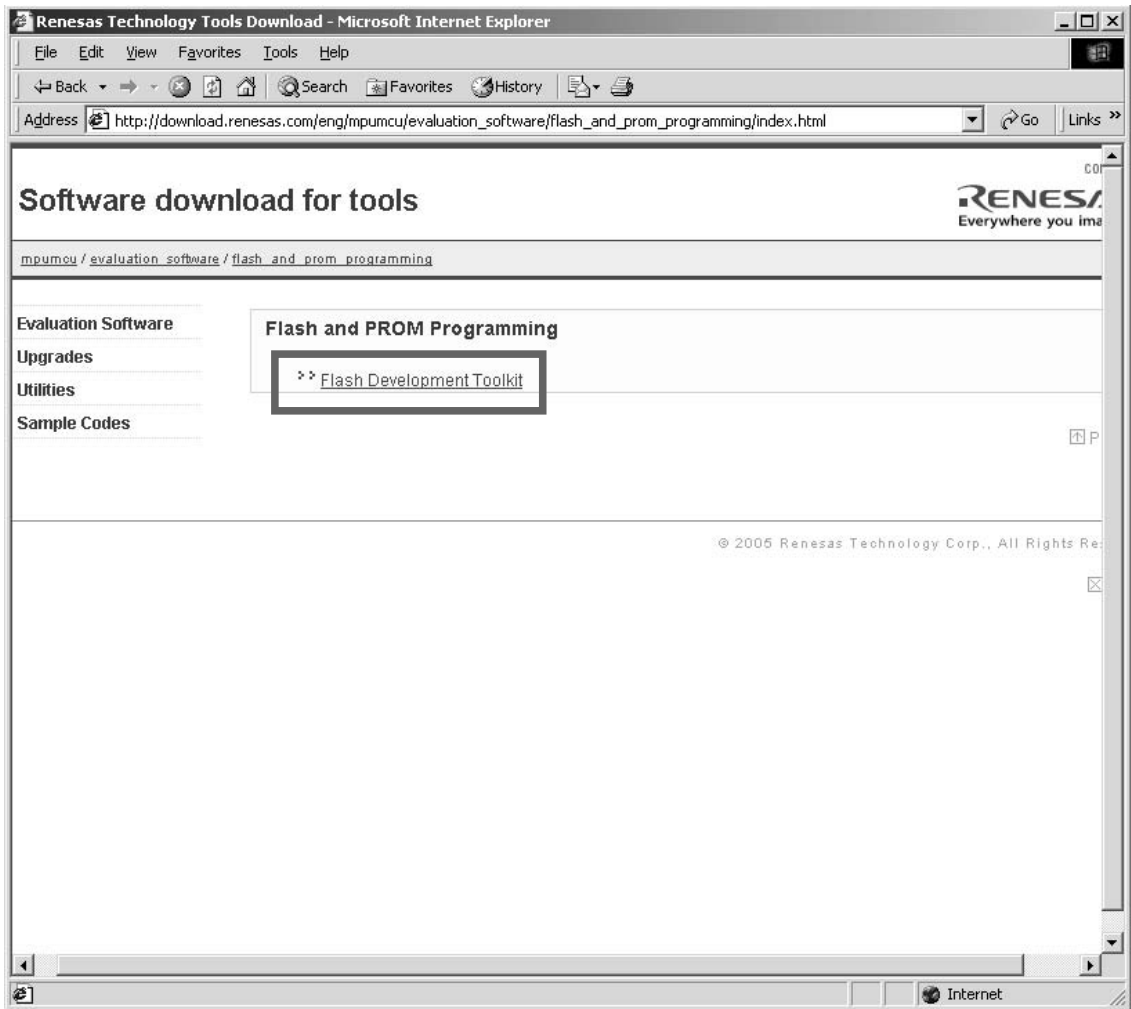 Renesas Technology Tools Download - Microsoft Internet Explorer
File Edit View Favorites Tools Help
Back Search Favorites History
Address http://download.renesas.com/eng/mpumcu/evaluation_software/flash_and_prom_programming/index.html Go Links »
Software download for tools
RENESA
Everywhere you ima
mpumcu / evaluation_software / flash_and_prom_programming
Evaluation Software
Upgrades
Utilities
Sample Codes
Flash and PROM Programming
Flash Development Toolkit
P
© 2005 Renesas Technology Corp., All Rights Re
Internet